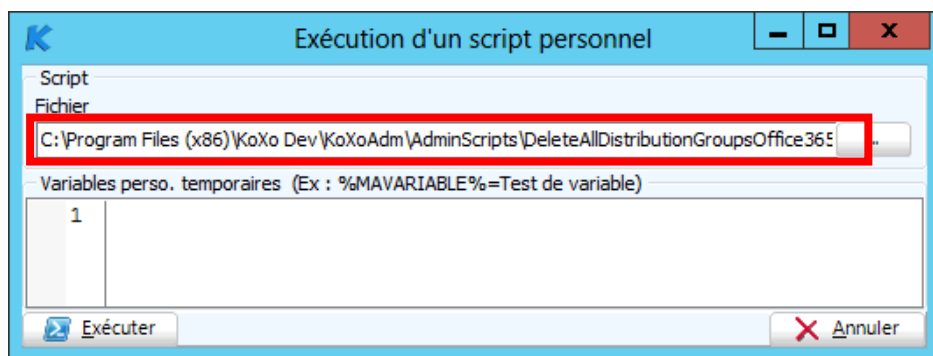 Exécution d'un script personnel
Script
Fichier
C:\Program Files (x86)\KoXo Dev\KoXoAdm\AdminScripts\DeleteAllDistributionGroupsOffice365
Variables perso. temporaires (Ex : %MAVARIABLE%=Test de variable)
1
Exécuter
Annuler